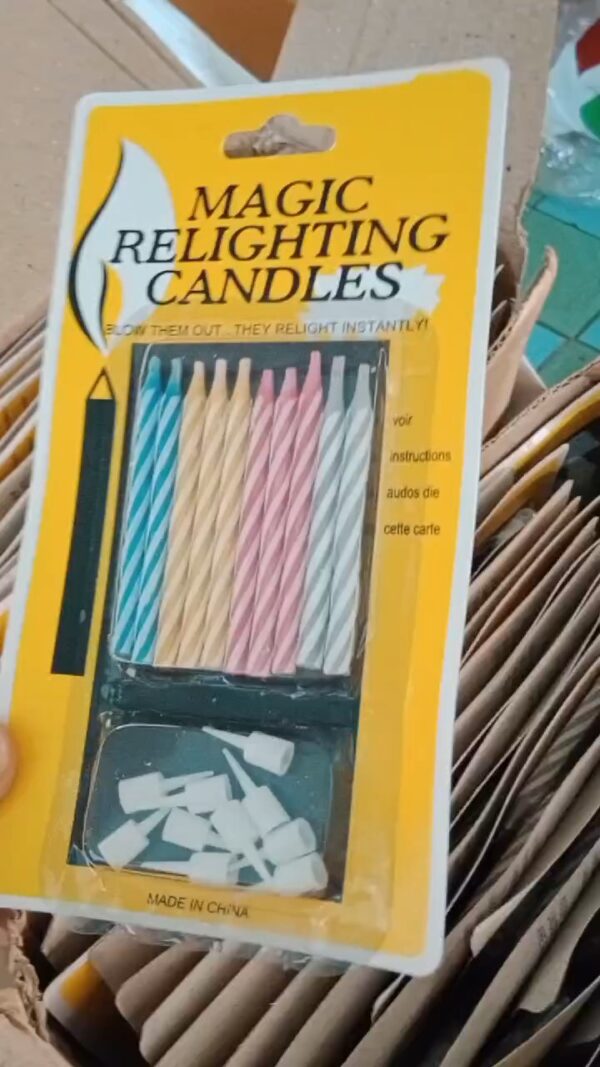 MAGIC
RELIGHTING
CANDLES
BLOW THEM OUT . THEY RELIGHT INSTANTLY!
voir
instructions
audos die
cette carte
MADE IN CHINA